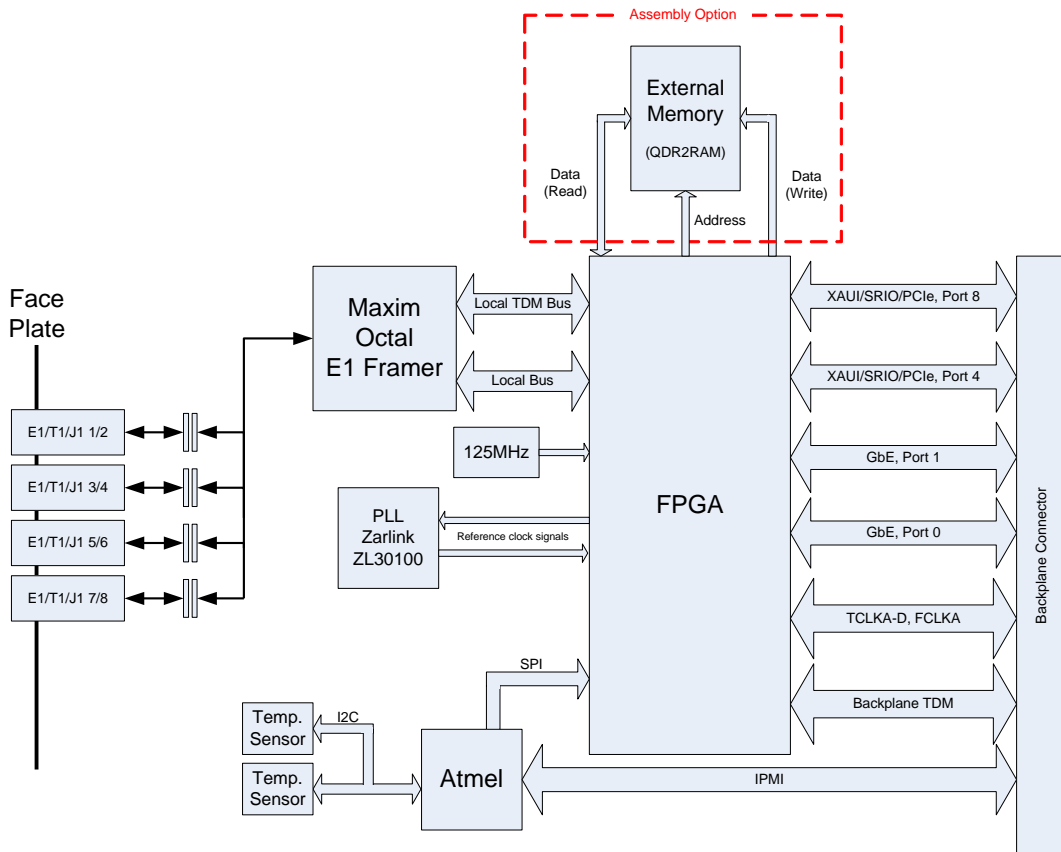 Assembly Option
External
Memory
(QDR2RAM)
Data
(Read)
Data
(Write)
Address
Face
Plate
Maxim
Octal
E1 Framer
Local TDM Bus
Local Bus
XAUI/SRIO/PCIe, Port 8
XAUI/SRIO/PCIe, Port 4
E1/T1/J1 1/2
E1/T1/J1 3/4
E1/T1/J1 5/6
E1/T1/J1 7/8
125MHz
GbE, Port 1
FPGA
PLL
Zarlink
ZL30100
Reference clock signals
GbE, Port 0
Backplane Connector
TCLKA-D, FCLKA
SPI
Backplane TDM
Temp.
Sensor
I2C
Temp.
Sensor
Atmel
IPMI